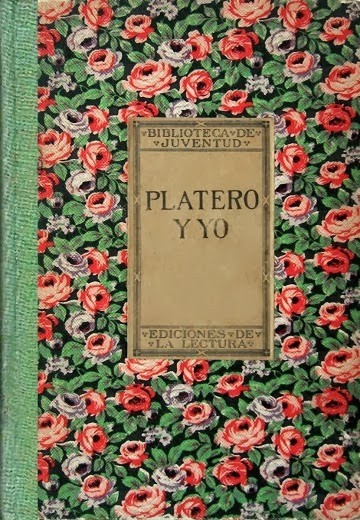 BIBLIOTECA DE
JUVENTUD
PLATERO
Y YO
EDICIONES DE
LA LECTURA